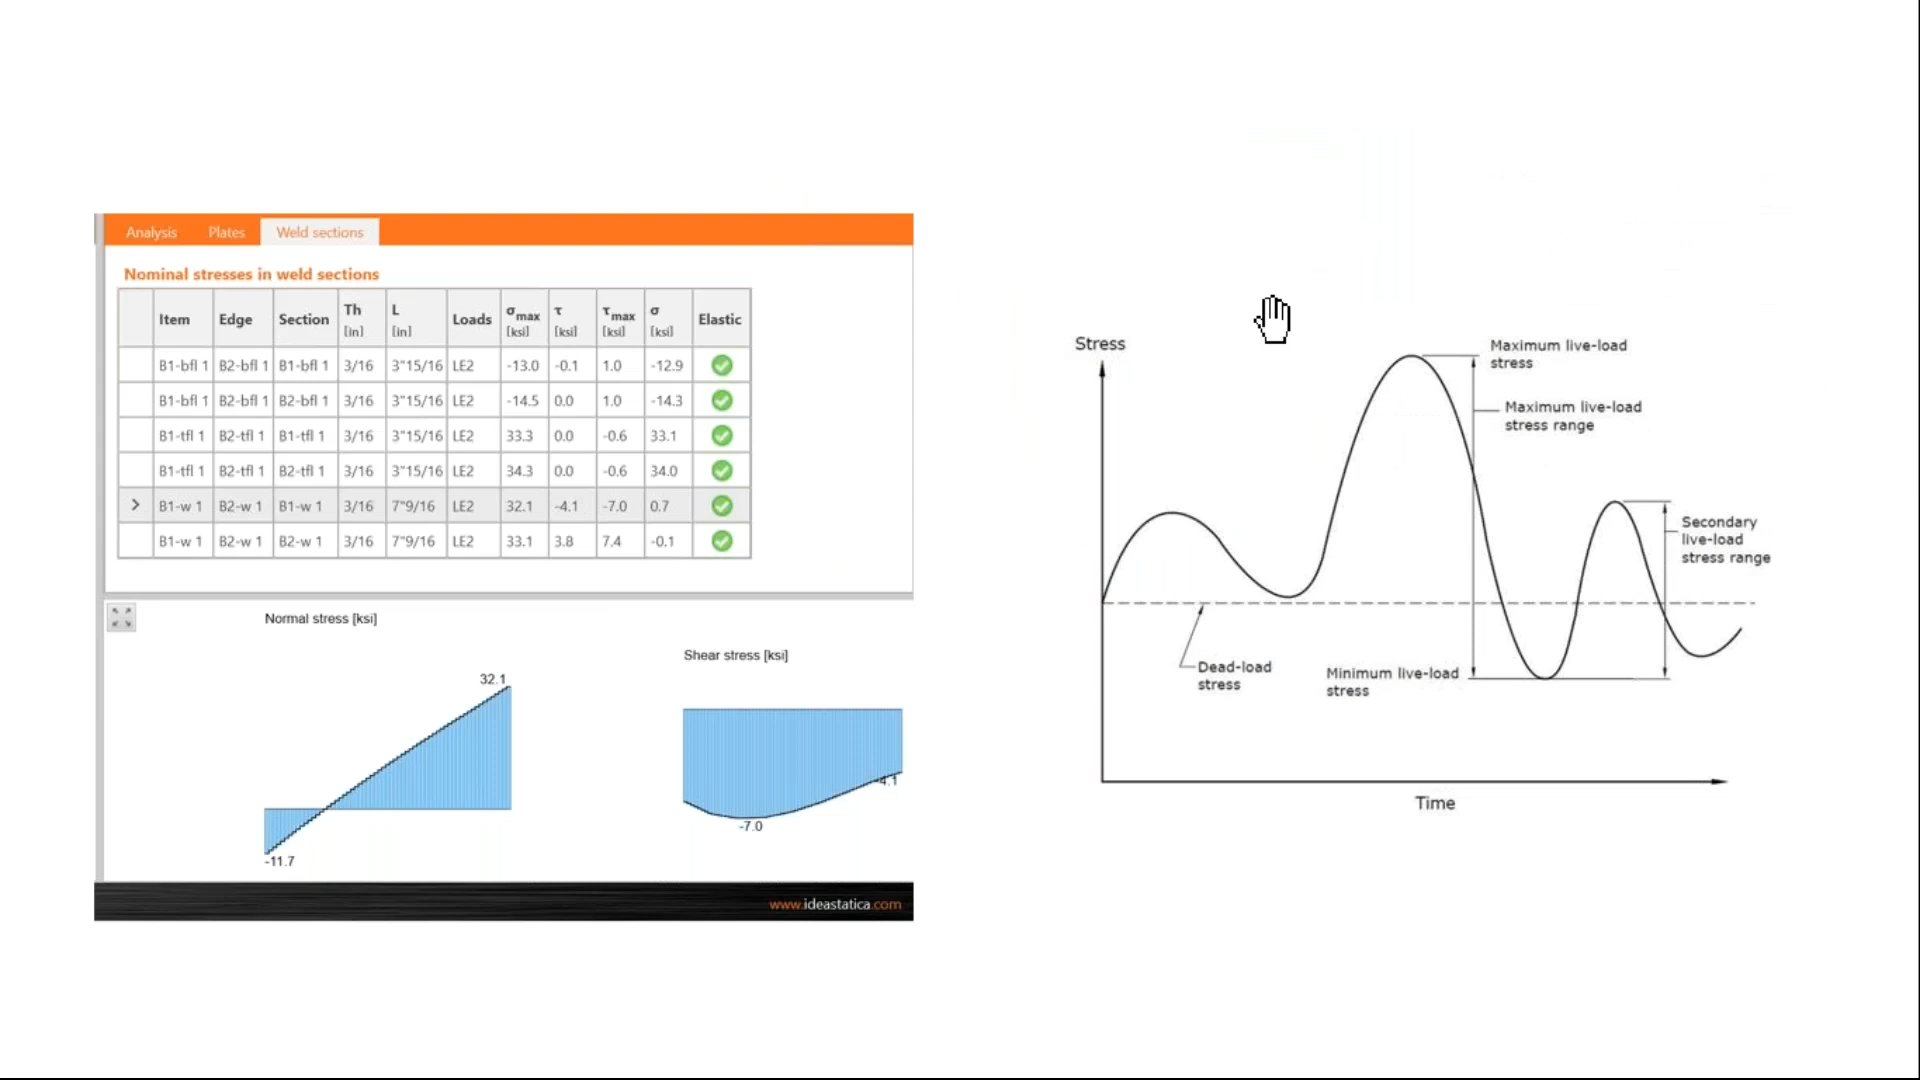 Analysis Plates Weld sections
Nominal stresses in weld sections
Item Edge Section Th [in] L [in] Loads σmax [ksi] τ [ksi] τmax [ksi] σ [ksi] Elastic
B1-bfl 1 B2-bfl 1 B1-bfl 1 3/16 3"15/16 LE2 -13.0 -0.1 1.0 -12.9
B1-bfl 1 B2-bfl 1 B2-bfl 1 3/16 3"15/16 LE2 -14.5 0.0 1.0 -14.3
B1-tfl 1 B2-tfl 1 B1-tfl 1 3/16 3"15/16 LE2 33.3 0.0 -0.6 33.1
B1-tfl 1 B2-tfl 1 B2-tfl 1 3/16 3"15/16 LE2 34.3 0.0 -0.6 34.0
> B1-w 1 B2-w 1 B1-w 1 3/16 7"9/16 LE2 32.1 -4.1 -7.0 0.7
B1-w 1 B2-w 1 B2-w 1 3/16 7"9/16 LE2 33.1 3.8 7.4 -0.1
Normal stress [ksi]
32.1
-11.7
Shear stress [ksi]
-4.1
-7.0
www.ideastatica.com
Stress
Maximum live-load
stress
Maximum live-load
stress range
Secondary
live-load
stress range
Dead-load
stress
Minimum live-load
stress
Time